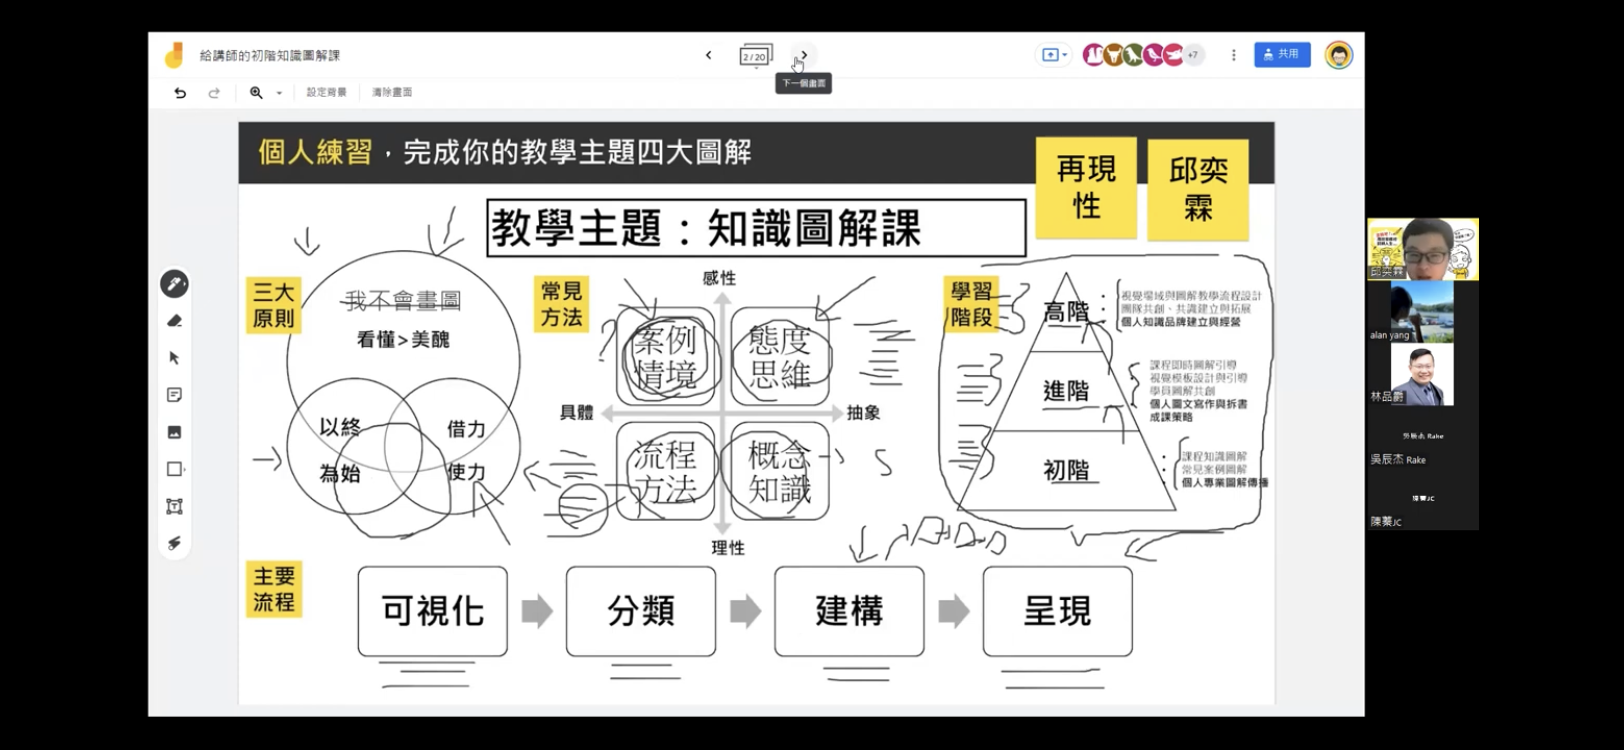 給講師的初階知識圖解課
2/20
+7
共用
下一個畫面
設定背景
清除畫面
個人練習，完成你的教學主題四大圖解
再現
性
邱奕
霖
教學主題：知識圖解課
三大
原則
我不會畫圖
看懂>美醜
以終
為始
借力
使力
常見
方法
感性
案例
情境
態度
思維
具體
抽象
流程
方法
概念
知識
理性
學習
階段
高階
視覺場域與圖解教學流程設計
團隊共創、共識建立與拓展
個人知識品牌建立與經營
進階
課程即時圖解引導
視覺模板設計與引導
學員圖解共創
個人圖文寫作與拆書
成課策略
初階
課程知識圖解
常見案例圖解
個人專業圖解傳播
主要
流程
可視化
分類
建構
呈現
邱奕霖
alan yang
林品爵
吳辰杰 Rake
吳辰杰 Rake
陳蓁JC
陳蓁JC